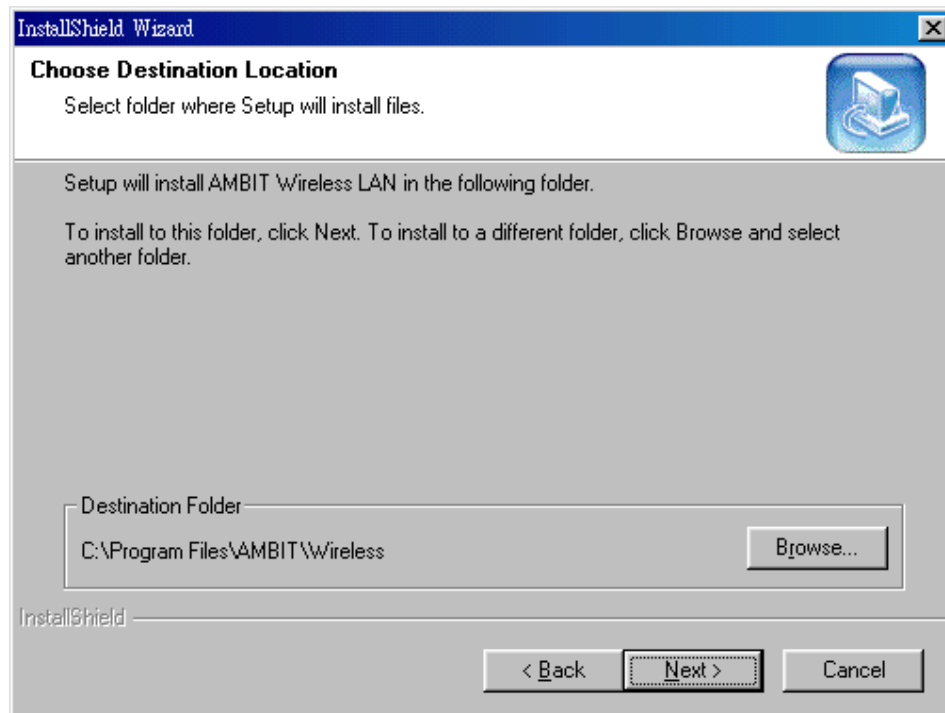 InstallShield Wizard
Choose Destination Location
Select folder where Setup will install files.
Setup will install AMBIT Wireless LAN in the following folder.
To install to this folder, click Next. To install to a different folder, click Browse and select
another folder.
Destination Folder
C:\Program Files\AMBIT\Wireless
Browse...
InstallShield
< Back
Next >
Cancel